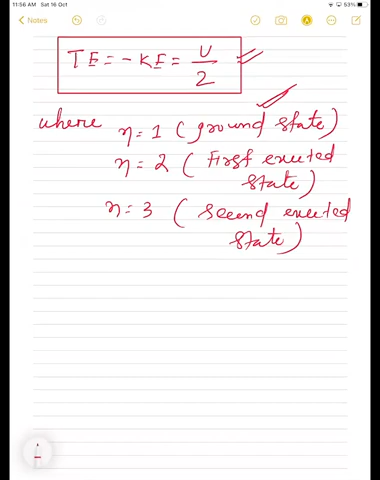 11:56 AM Sat 16 Oct 53%
Notes
TE = -KE = U/2
where n = 1 (ground state)
n = 2 (First excited
state)
n = 3 (second excited
state)